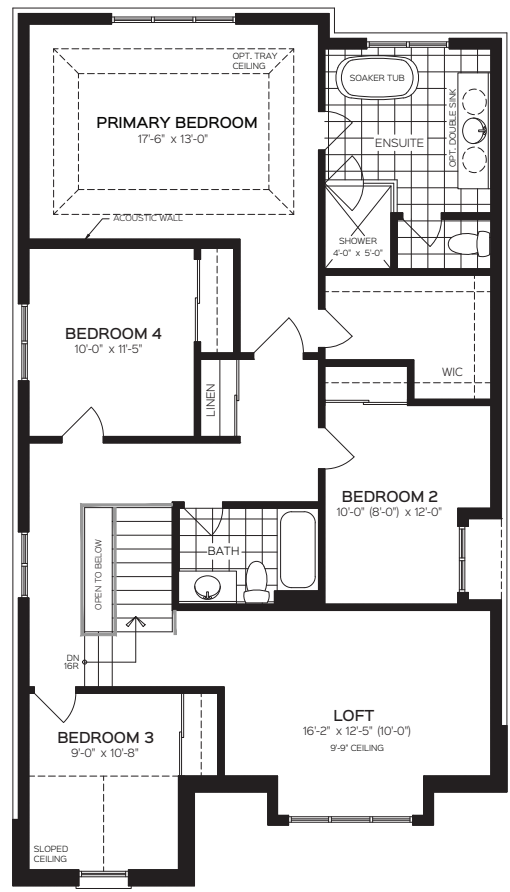 OPT. TRAY
CEILING
PRIMARY BEDROOM
17'-6" x 13'-0"
ACOUSTIC WALL
SOAKER TUB
OPT. DOUBLE SINK
ENSUITE
SHOWER
4'-0" x 5'-0"
BEDROOM 4
10'-0" x 11'-5"
LINEN
WIC
BEDROOM 2
10'-0" (8'-0") x 12'-0"
BATH
OPEN TO BELOW
DN
16R
BEDROOM 3
9'-0" x 10'-8"
LOFT
16'-2" x 12'-5" (10'-0")
9'-9" CEILING
SLOPED
CEILING